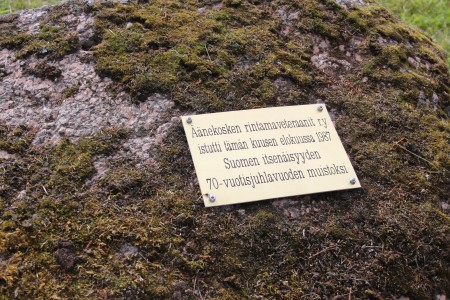 Äänekosken rintamaveteraanit ry
istutti tämän kuusen elokuussa 1987
Suomen itsenäisyyden
70-vuotisjuhlavuoden muistoksi